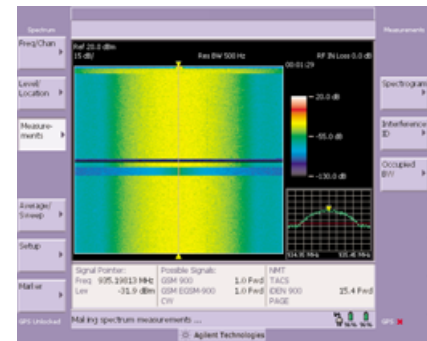 Spectrum
Measurements
Freq/Chan
Ref 20.0 dBm
15 dB/
Res BW 500 Hz
RF IN Loss 0.0 dB
00:01:29
Level/
Location
Spectrogram
20.0 dB
Measure-
ments
Interference
ID
-55.0 dB
Occupied
BW
-130.0 dB
Average/
Sweep
Setup
Signal Pointer:
Possible Signals:
NMT
Freq 935.19013 MHz
GSM 900
1.0 Fwd
TACS
Lev -31.9 dBm
GSM EGSM-900
1.0 Fwd
iDEN 900
15.4 Fwd
CW
PAGE
Marker
GPS Unlocked
Making spectrum measurements ...
GPS
Agilent Technologies